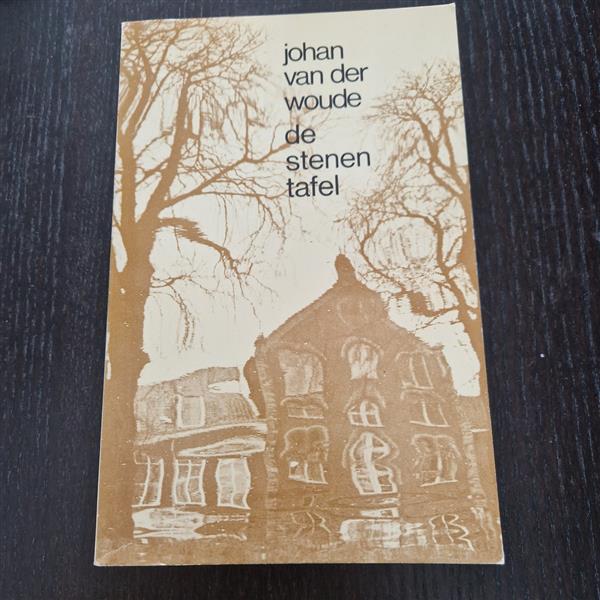 johan
van der
woude
de
stenen
tafel